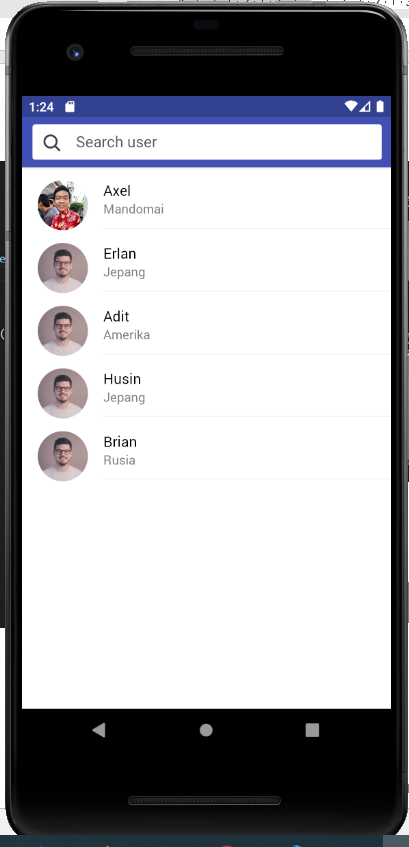 1:24
Search user
Axel
Mandomai
Erlan
Jepang
Adit
Amerika
Husin
Jepang
Brian
Rusia